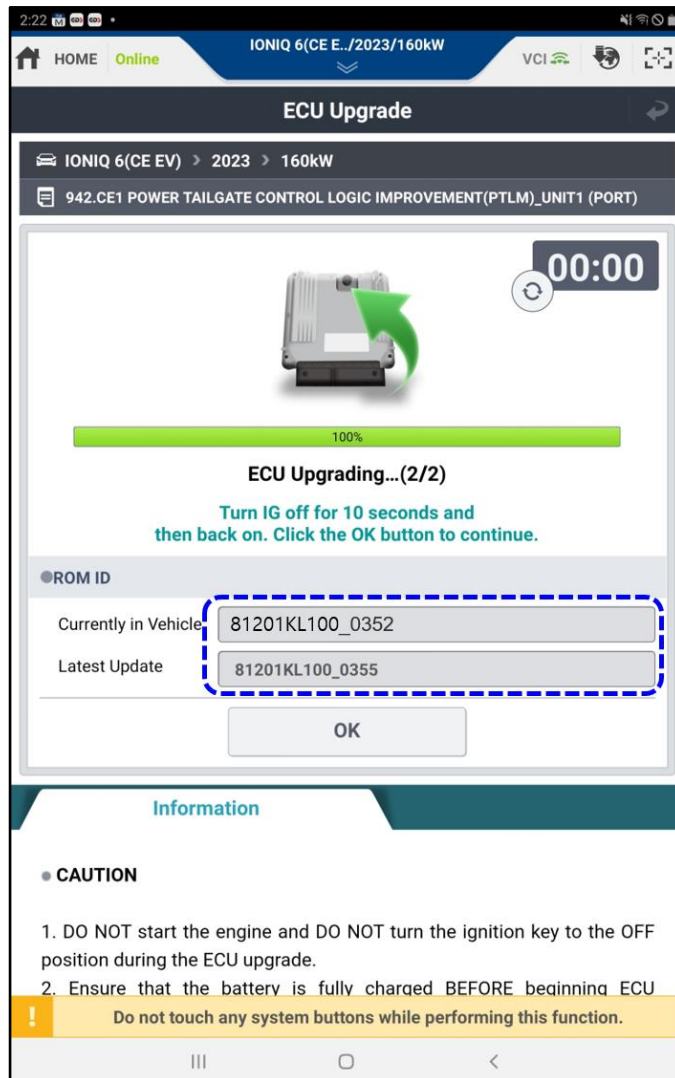 2:22
HOME Online
IONIQ 6(CE E../2023/160kW
VCI
ECU Upgrade
IONIQ 6(CE EV) > 2023 > 160kW
942.CE1 POWER TAILGATE CONTROL LOGIC IMPROVEMENT(PTLM)_UNIT1 (PORT)
00:00
100%
ECU Upgrading...(2/2)
Turn IG off for 10 seconds and
then back on. Click the OK button to continue.
ROM ID
Currently in Vehicle 81201KL100_0352
Latest Update 81201KL100_0355
OK
Information
CAUTION
1. DO NOT start the engine and DO NOT turn the ignition key to the OFF
position during the ECU upgrade.
2. Ensure that the battery is fully charged BEFORE beginning ECU
! Do not touch any system buttons while performing this function.